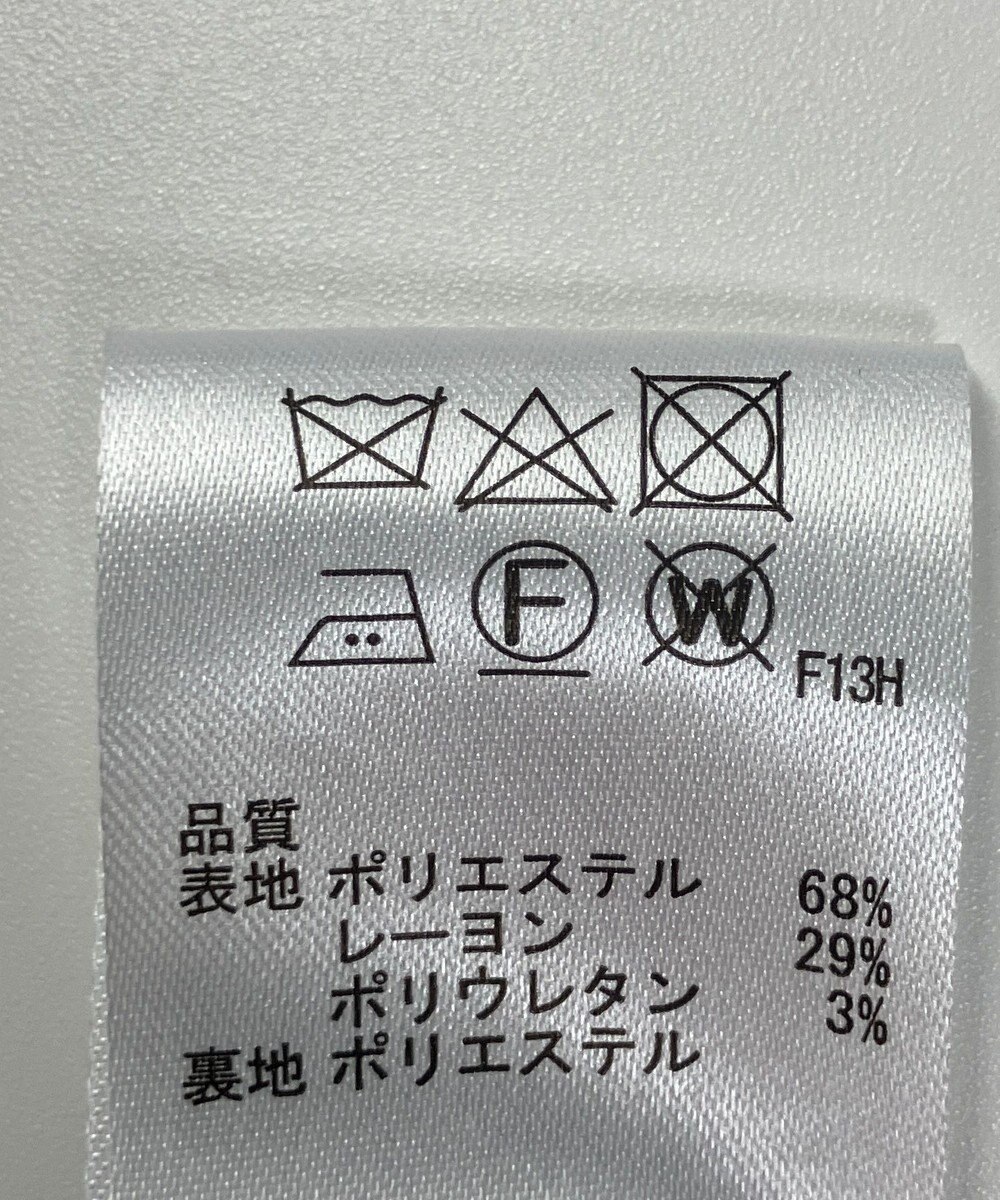 F W
F13H
品質
表地 ポリエステル 68%
レーヨン 29%
ポリウレタン 3%
裏地 ポリエステル